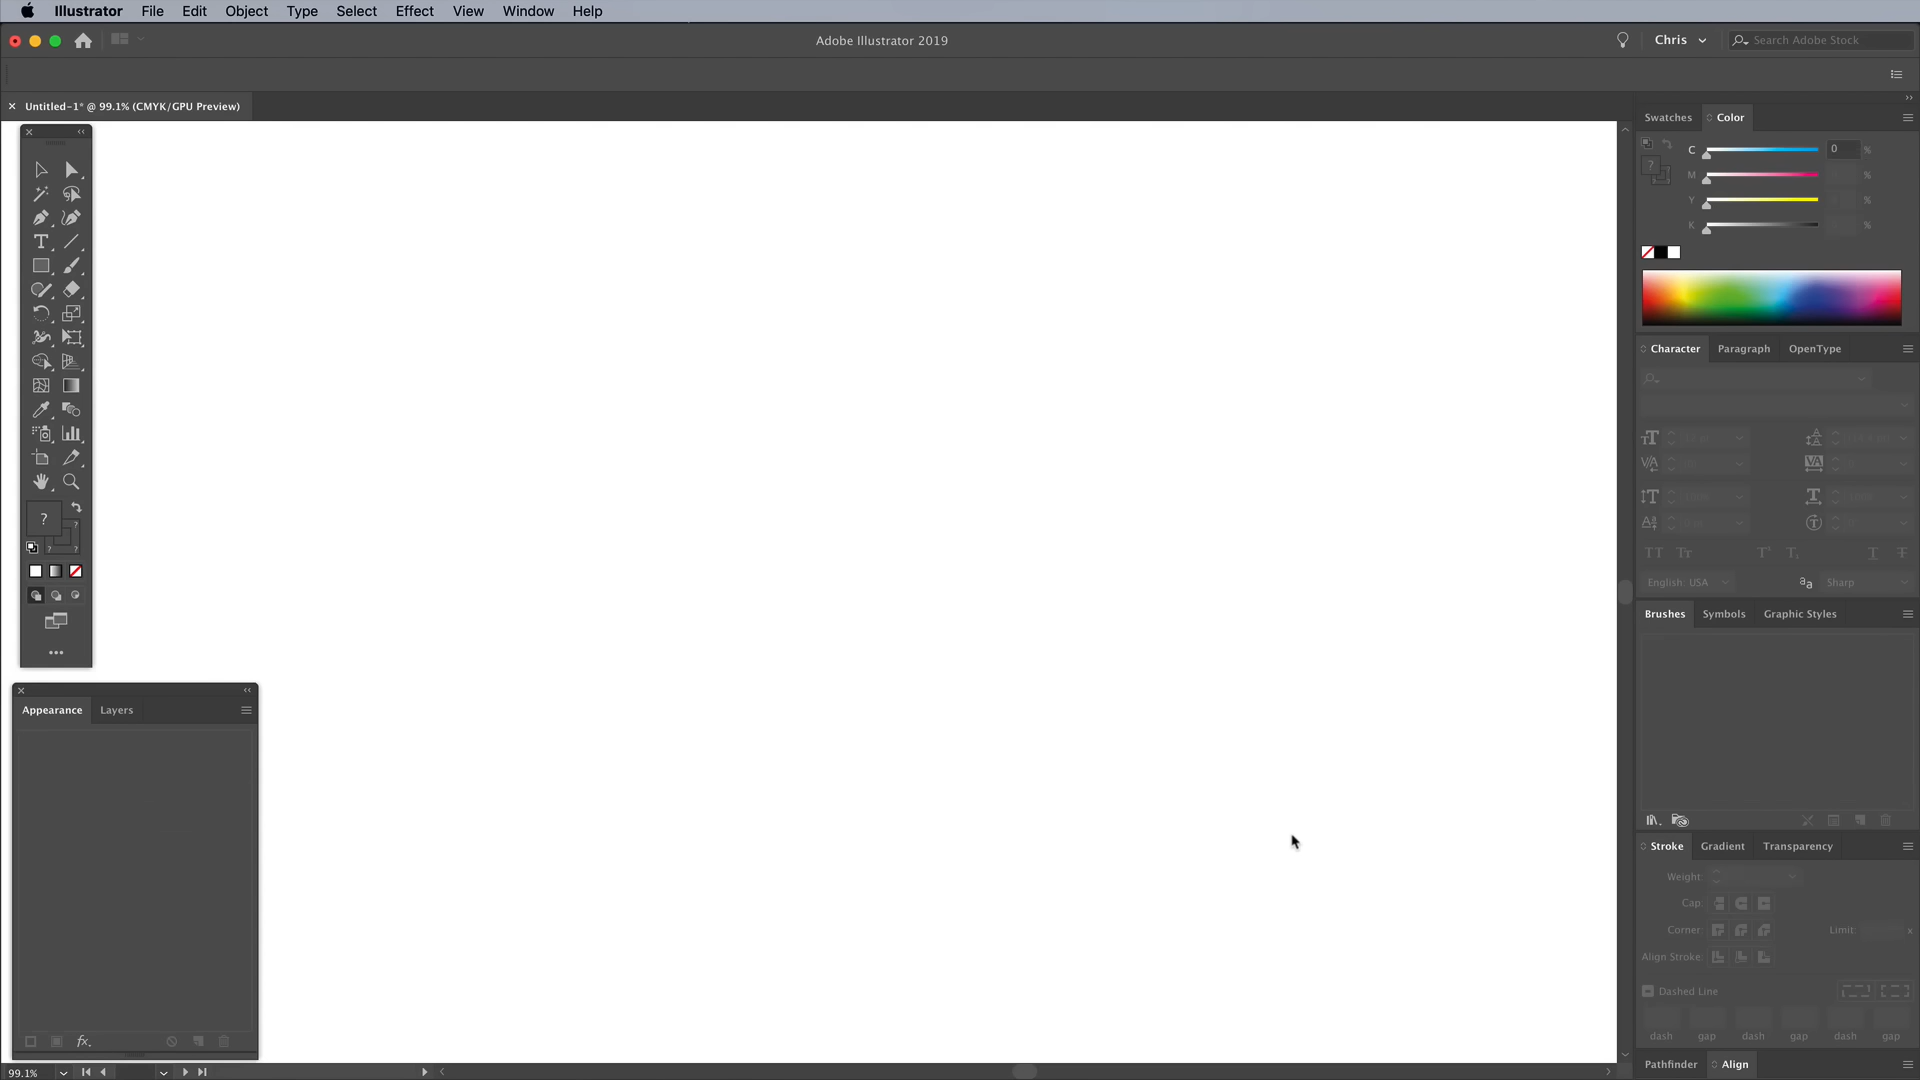 Illustrator File Edit Object Type Select Effect View Window Help
Adobe Illustrator 2019
Chris
Search Adobe Stock
Untitled-1* @ 99.1% (CMYK/GPU Preview)
Swatches Color
C 0 %
M %
Y %
K %
Character Paragraph OpenType
English: USA
Sharp
Brushes Symbols Graphic Styles
Stroke Gradient Transparency
Weight:
Cap:
Corner: Limit: x
Align Stroke:
Dashed Line
dash gap dash gap dash gap
Pathfinder Align
Appearance Layers
fx.
99.1%